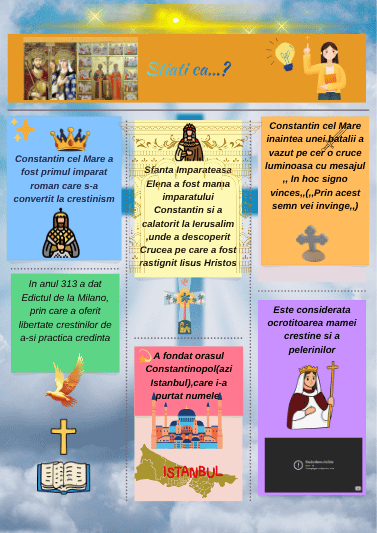 Stiati ca...?
Constantin cel Mare a
fost primul imparat
roman care s-a
convertit la crestinism
In anul 313 a dat
Edictul de la Milano,
prin care a oferit
libertate crestinilor de
a-si practica credinta
Sfanta Imparateasa
Elena a fost mama
imparatului
Constantin si a
calatorit la Ierusalim
,unde a descoperit
Crucea pe care a fost
rastignit Iisus Hristos
A fondat orasul
Constantinopol(azi
Istanbul),care i-a
purtat numele
ISTANBUL
Constantin cel Mare
inaintea unei batalii a
vazut pe cer o cruce
luminoasa cu mesajul
,, In hoc signo
vinces,,(,,Prin acest
semn vei invinge,,)
Este considerata
ocrotitoarea mamei
crestine si a
pelerinilor